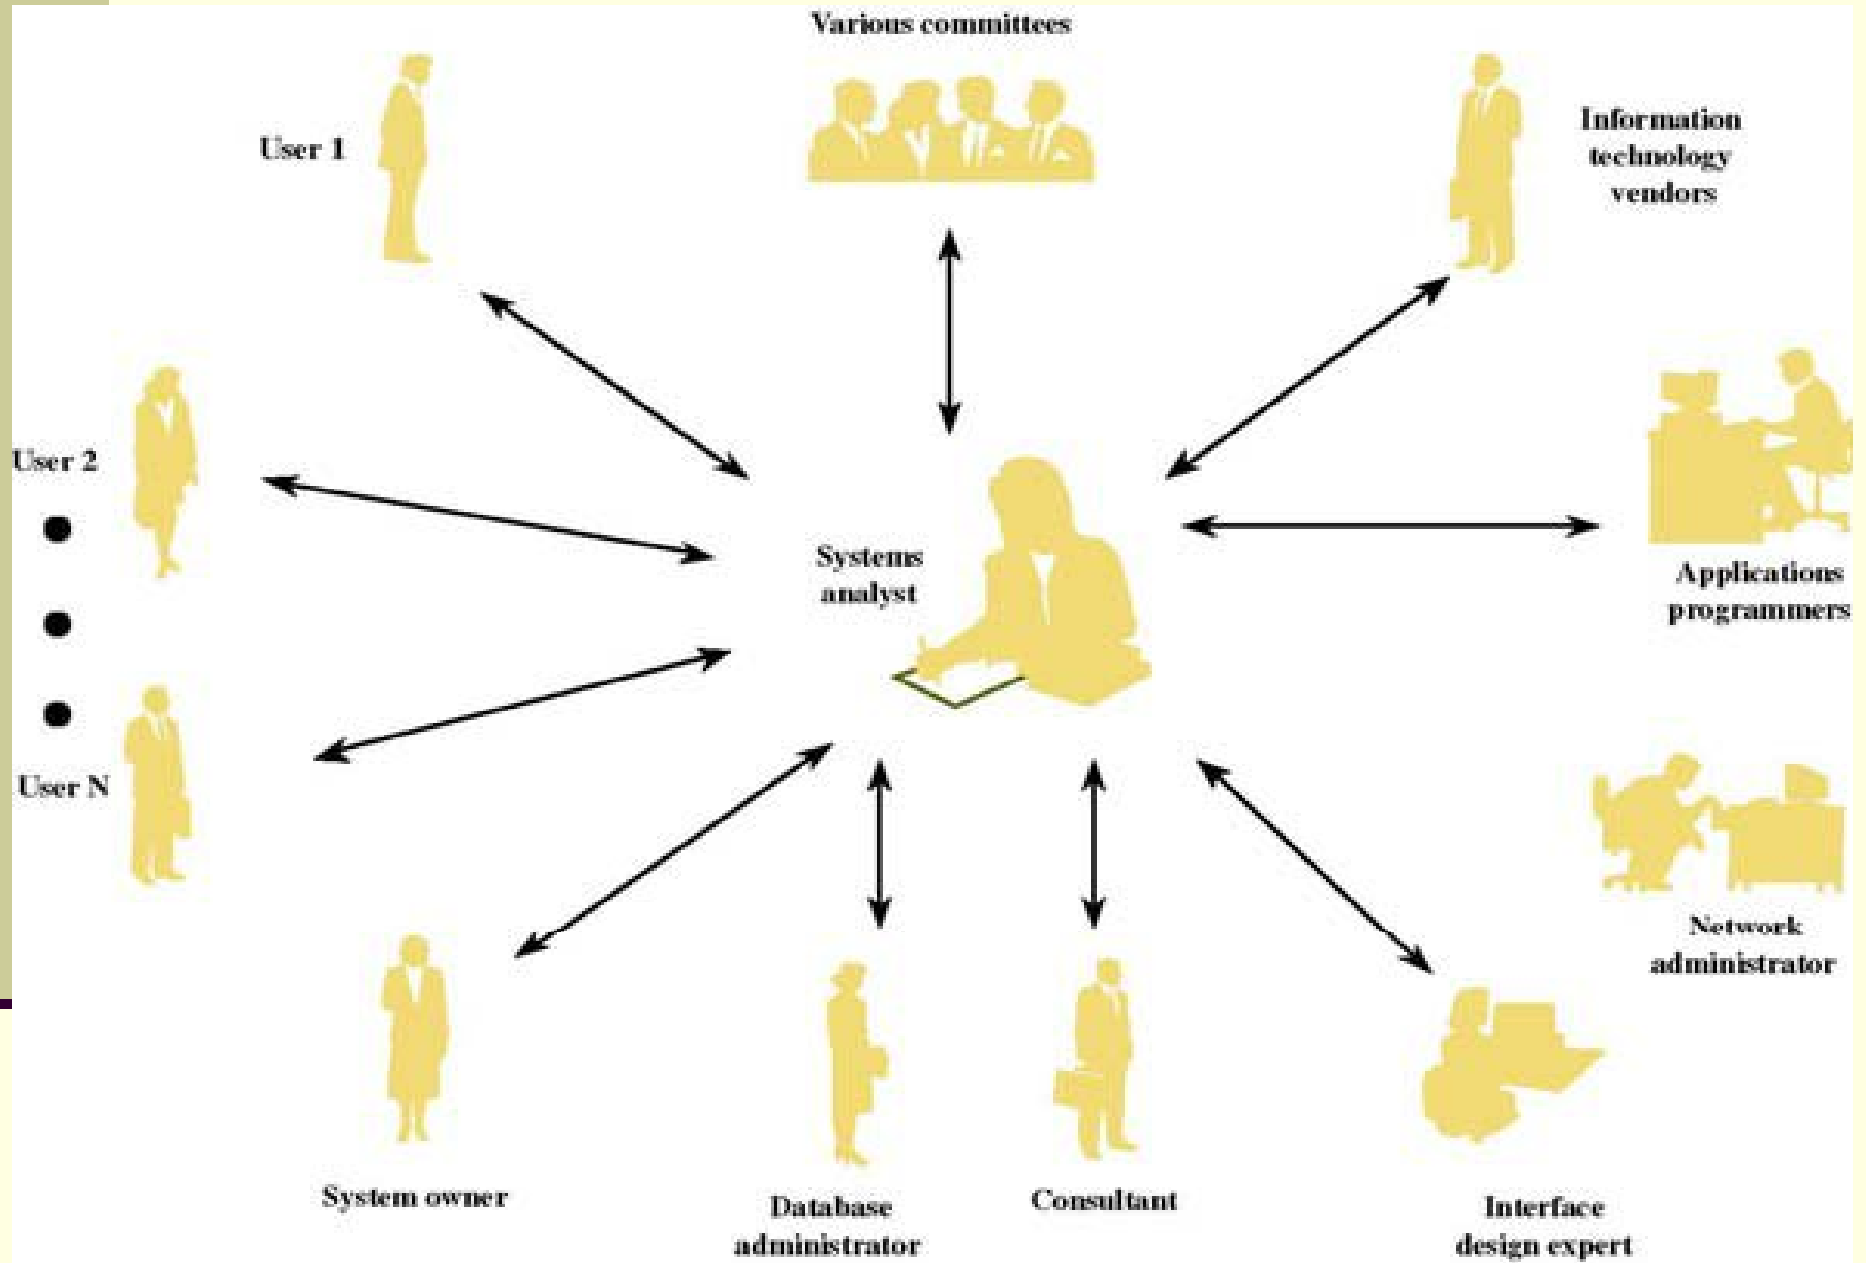 Various committees
User 1
Information
technology
vendors
User 2
Systems
analyst
Applications
programmers
User N
Network
administrator
System owner
Database
administrator
Consultant
Interface
design expert